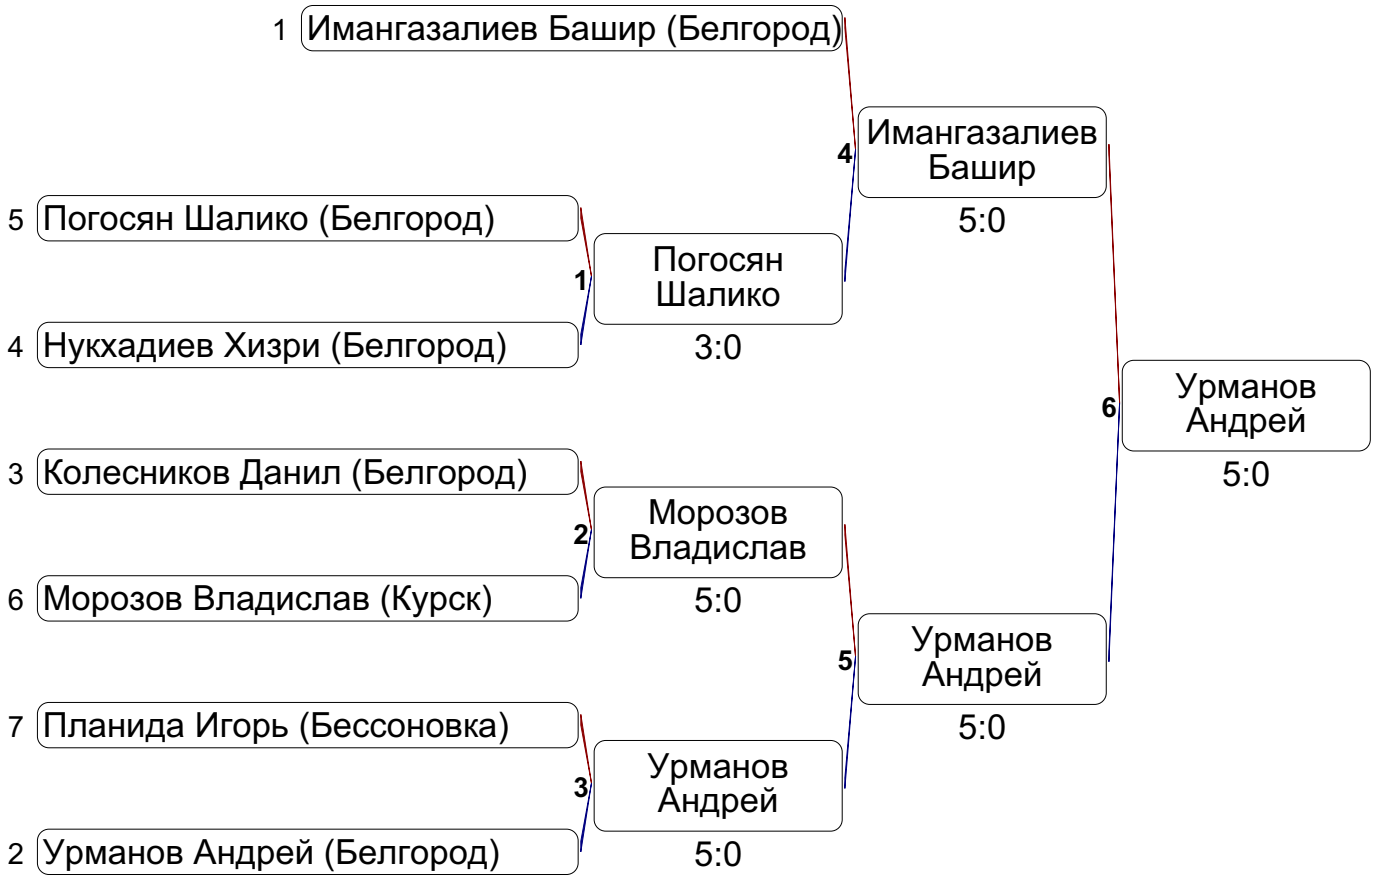 1 Имангазалиев Башир (Белгород)
4 Имангазалиев
Башир
5:0
5 Погосян Шалико (Белгород)
1 Погосян
Шалико
3:0
4 Нукхадиев Хизри (Белгород)
6 Урманов
Андрей
5:0
3 Колесников Данил (Белгород)
2 Морозов
Владислав
5:0
6 Морозов Владислав (Курск)
5 Урманов
Андрей
5:0
7 Планида Игорь (Бессоновка)
3 Урманов
Андрей
5:0
2 Урманов Андрей (Белгород)